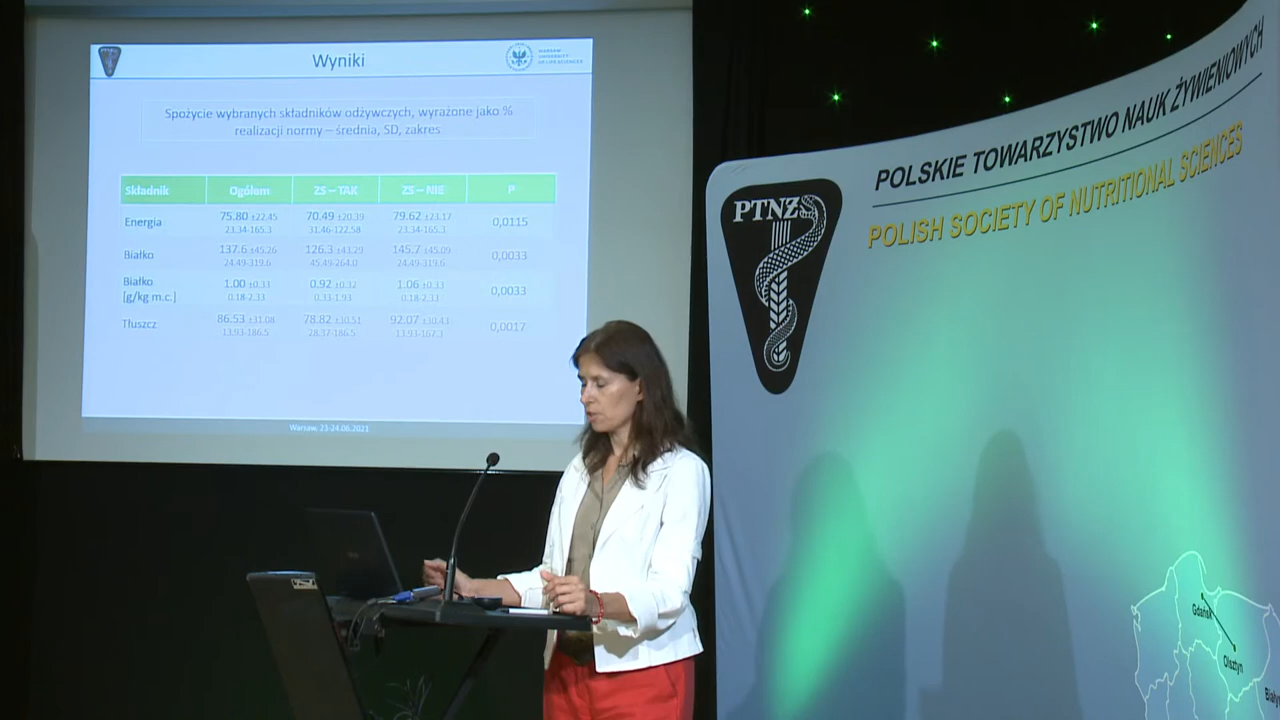 Wyniki
WARSAW
UNIVERSITY
OF LIFE SCIENCES
Spożycie wybranych składników odżywczych, wyrażone jako %
realizacji normy – średnia, SD, zakres
Składnik Ogółem ZS – TAK ZS – NIE P
Energia 75.80 ±22.45 70.49 ±20.39 79.62 ±23.17 0,0115
23.34-165.3 31.46-122.58 23.34-165.3
Białko 137.6 ±45.26 126.3 ±43.29 145.7 ±45.09 0,0033
24.49-319.6 45.49-264.0 24.49-319.6
Białko
[g/kg m.c.] 1.00 ±0.33 0.92 ±0.32 1.06 ±0.33 0,0033
0.18-2.33 0.33-1.93 0.18-2.33
Tłuszcz 86.53 ±31.08 78.82 ±30.51 92.07 ±30.43 0,0017
13.93-186.5 28.37-186.5 13.93-167.3
Warsaw, 23-24.06.2021
POLSKIE TOWARZYSTWO NAUK ŻYWIENIOWYCH
POLISH SOCIETY OF NUTRITIONAL SCIENCES
PTNŻ
Gdańsk
Olsztyn